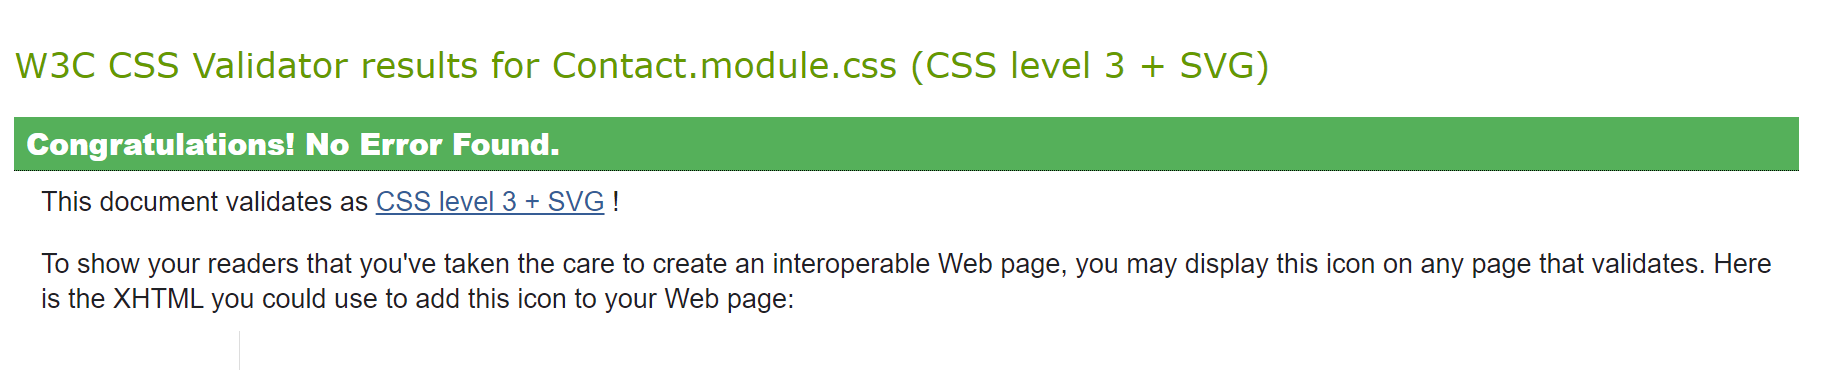 W3C CSS Validator results for Contact.module.css (CSS level 3 + SVG)
Congratulations! No Error Found.
This document validates as CSS level 3 + SVG !
To show your readers that you've taken the care to create an interoperable Web page, you may display this icon on any page that validates. Here
is the XHTML you could use to add this icon to your Web page: